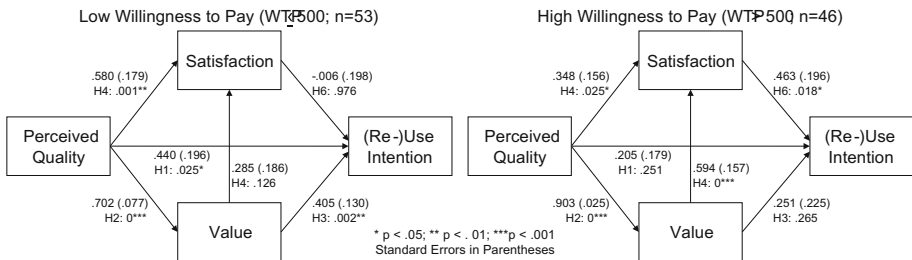 Low Willingness to Pay (WTP ≤ 500; n=53)
Satisfaction
.580 (.179)
H4: .001**
-.006 (.198)
H6: .976
Perceived
Quality
(Re-)Use
Intention
.440 (.196)
H1: .025*
.285 (.186)
H4: .126
.702 (.077)
H2: 0***
.405 (.130)
H3: .002**
Value
High Willingness to Pay (WTP > 500; n=46)
Satisfaction
.348 (.156)
H4: .025*
.463 (.196)
H6: .018*
Perceived
Quality
(Re-)Use
Intention
.205 (.179)
H1: .251
.594 (.157)
H4: 0***
.903 (.025)
H2: 0***
.251 (.225)
H3: .265
Value
* p < .05; ** p < . 01; ***p < .001
Standard Errors in Parentheses